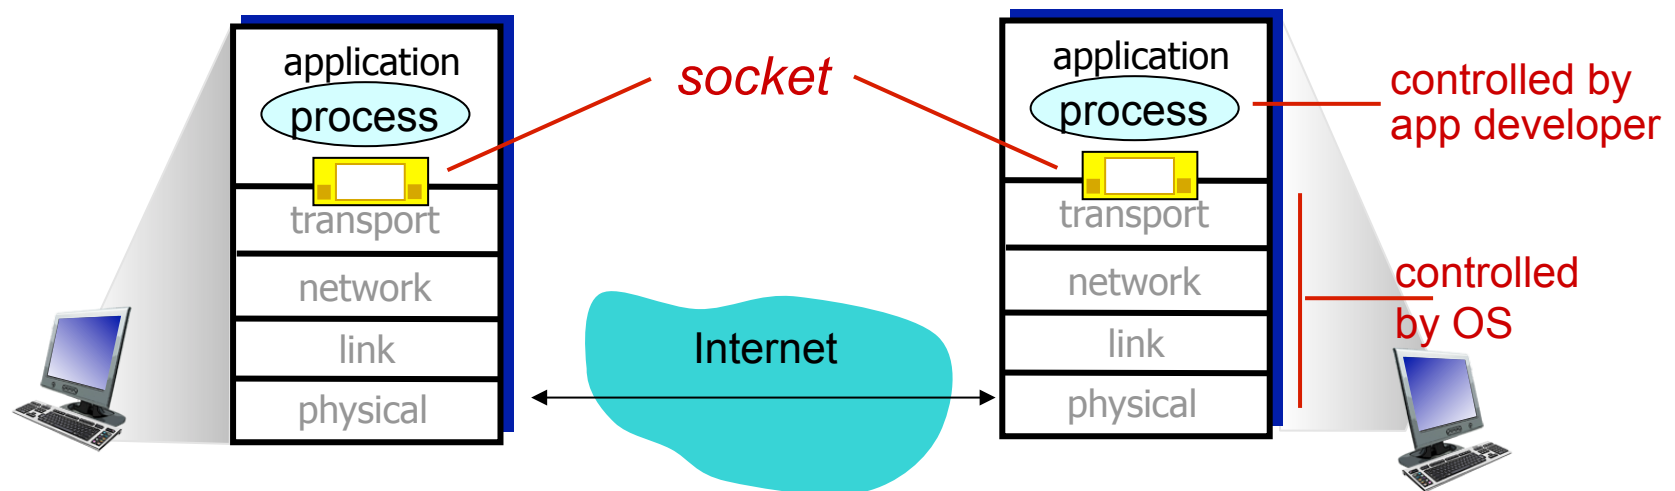 application
process
transport
network
link
physical
socket
Internet
application
process
transport
network
link
physical
controlled by
app developer
controlled
by OS